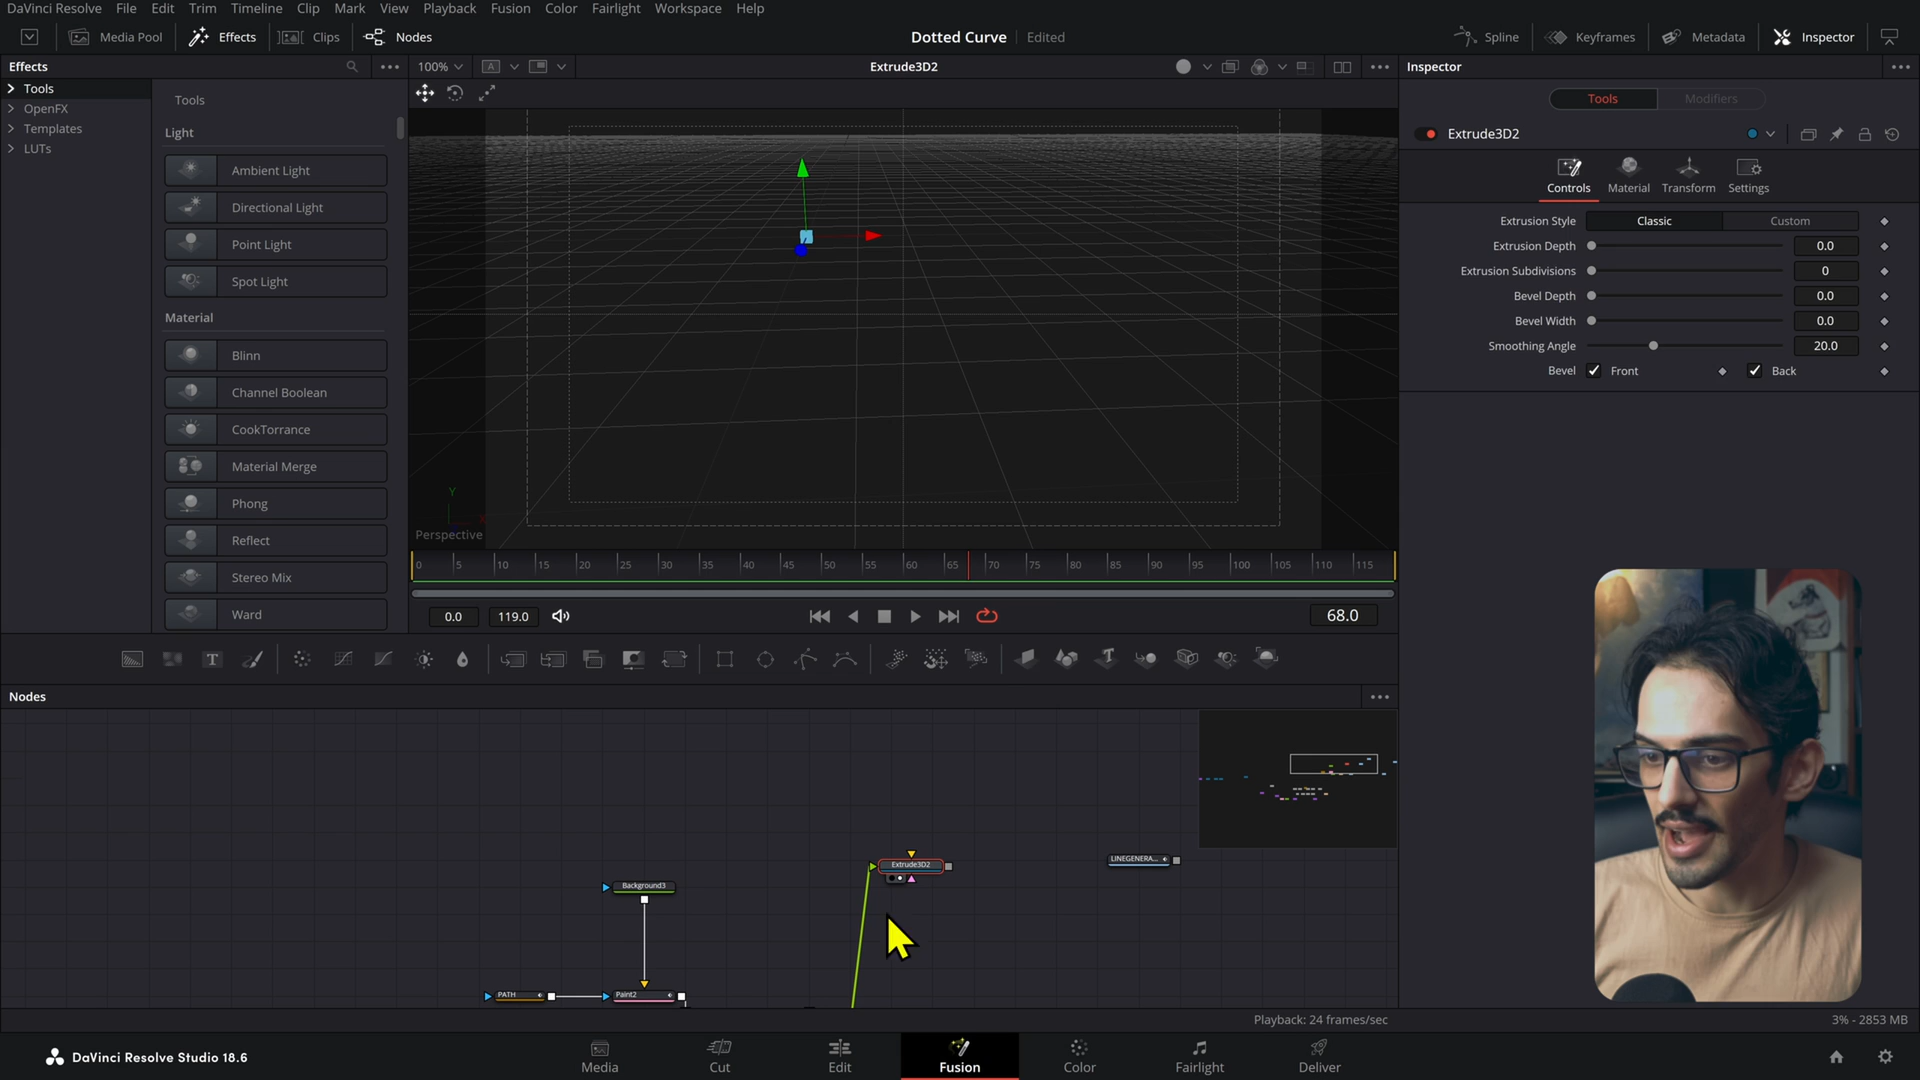 DaVinci Resolve File Edit Trim Timeline Clip Mark View Playback Fusion Color Fairlight Workspace Help
Media Pool Effects Clips Nodes Dotted Curve Edited Spline Keyframes Metadata Inspector
Effects 100% A Extrude3D2 Inspector
Tools
OpenFX
Templates
LUTs
Tools
Light
Ambient Light
Directional Light
Point Light
Spot Light
Material
Blinn
Channel Boolean
CookTorrance
Material Merge
Phong
Reflect
Stereo Mix
Ward
Y
X
Perspective
0 5 10 15 20 25 30 35 40 45 50 55 60 65 70 75 80 85 90 95 100 105 110 115
0.0 119.0 68.0
Tools Modifiers
Extrude3D2
Controls Material Transform Settings
Extrusion Style Classic Custom
Extrusion Depth 0.0
Extrusion Subdivisions 0
Bevel Depth 0.0
Bevel Width 0.0
Smoothing Angle 20.0
Bevel Front Back
T T
Nodes
Extrude3D2
LINEGENERA...
Background3
PATH
Paint2
Playback: 24 frames/sec 3% - 2853 MB
DaVinci Resolve Studio 18.6
Media Cut Edit Fusion Color Fairlight Deliver